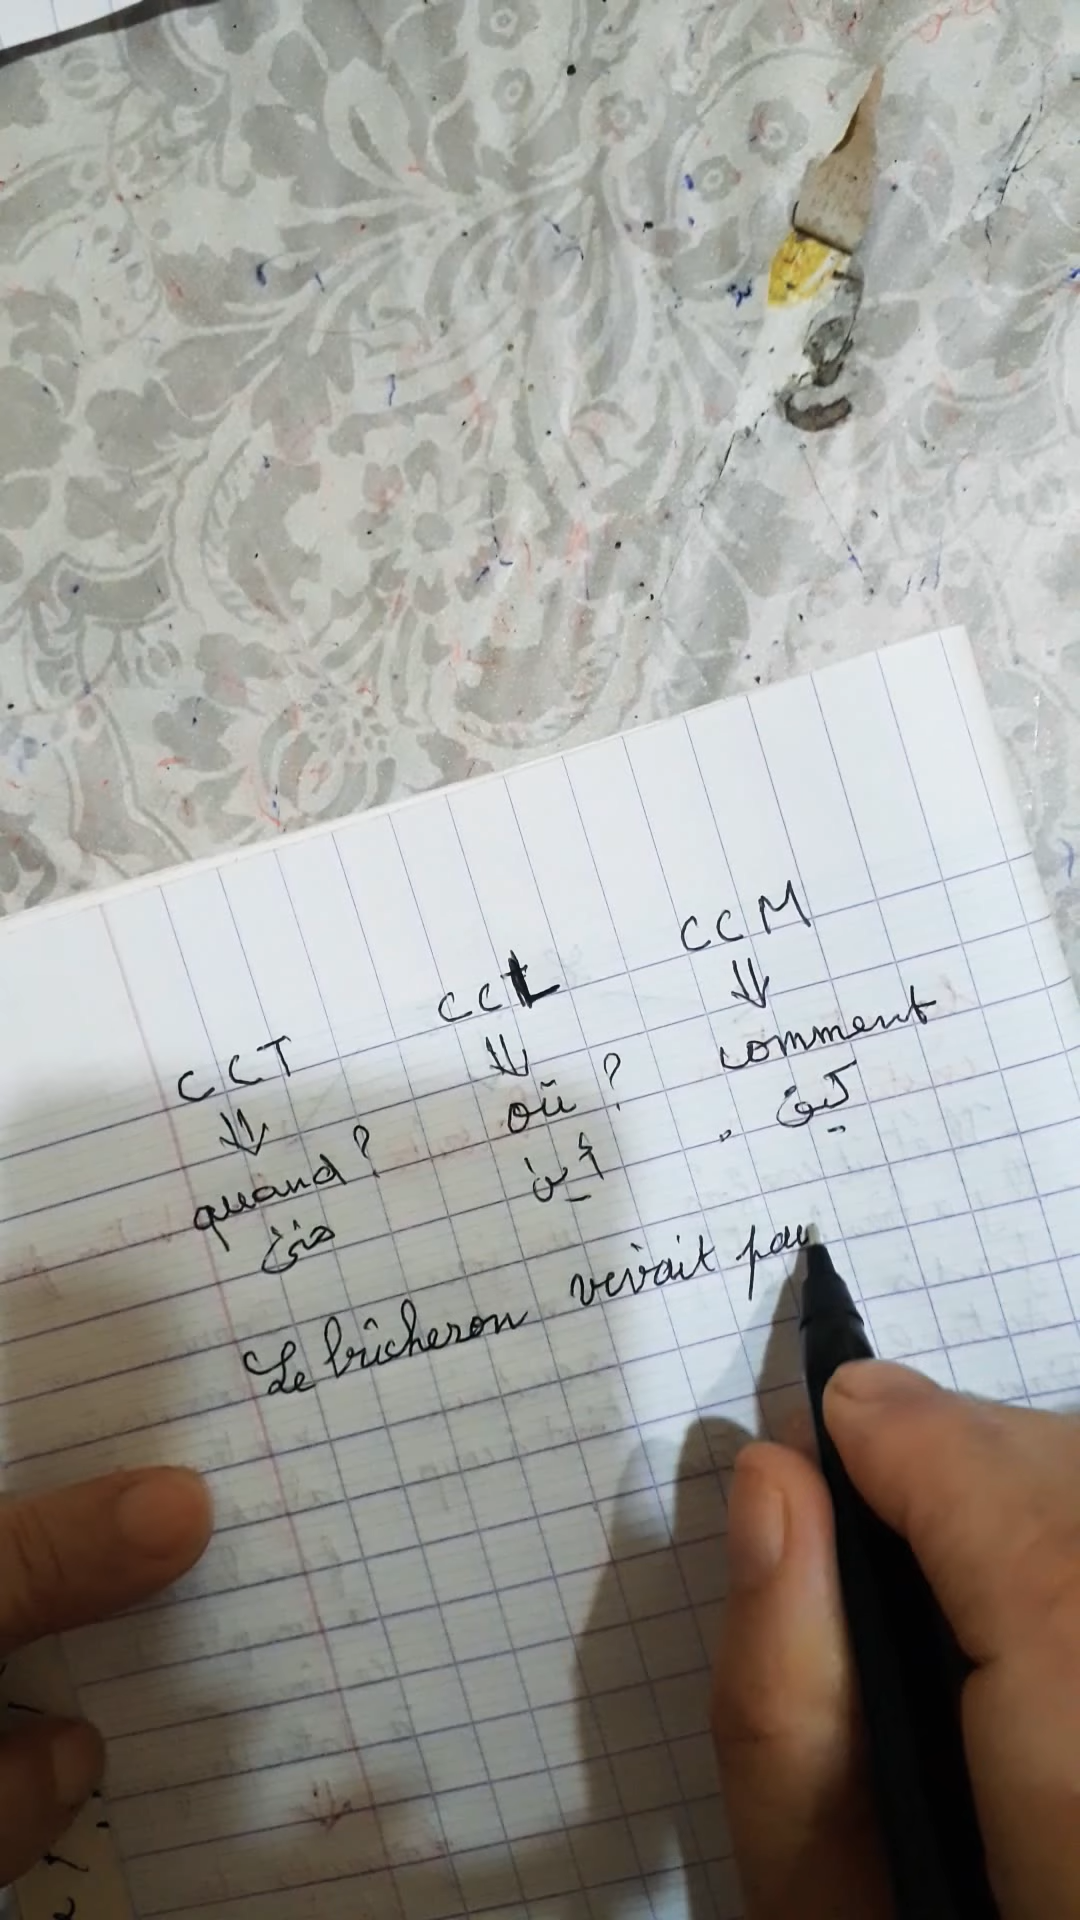 CCT CCL CCM
quand ? où ? comment
متى أين كيف
Le bûcheron vivait pau